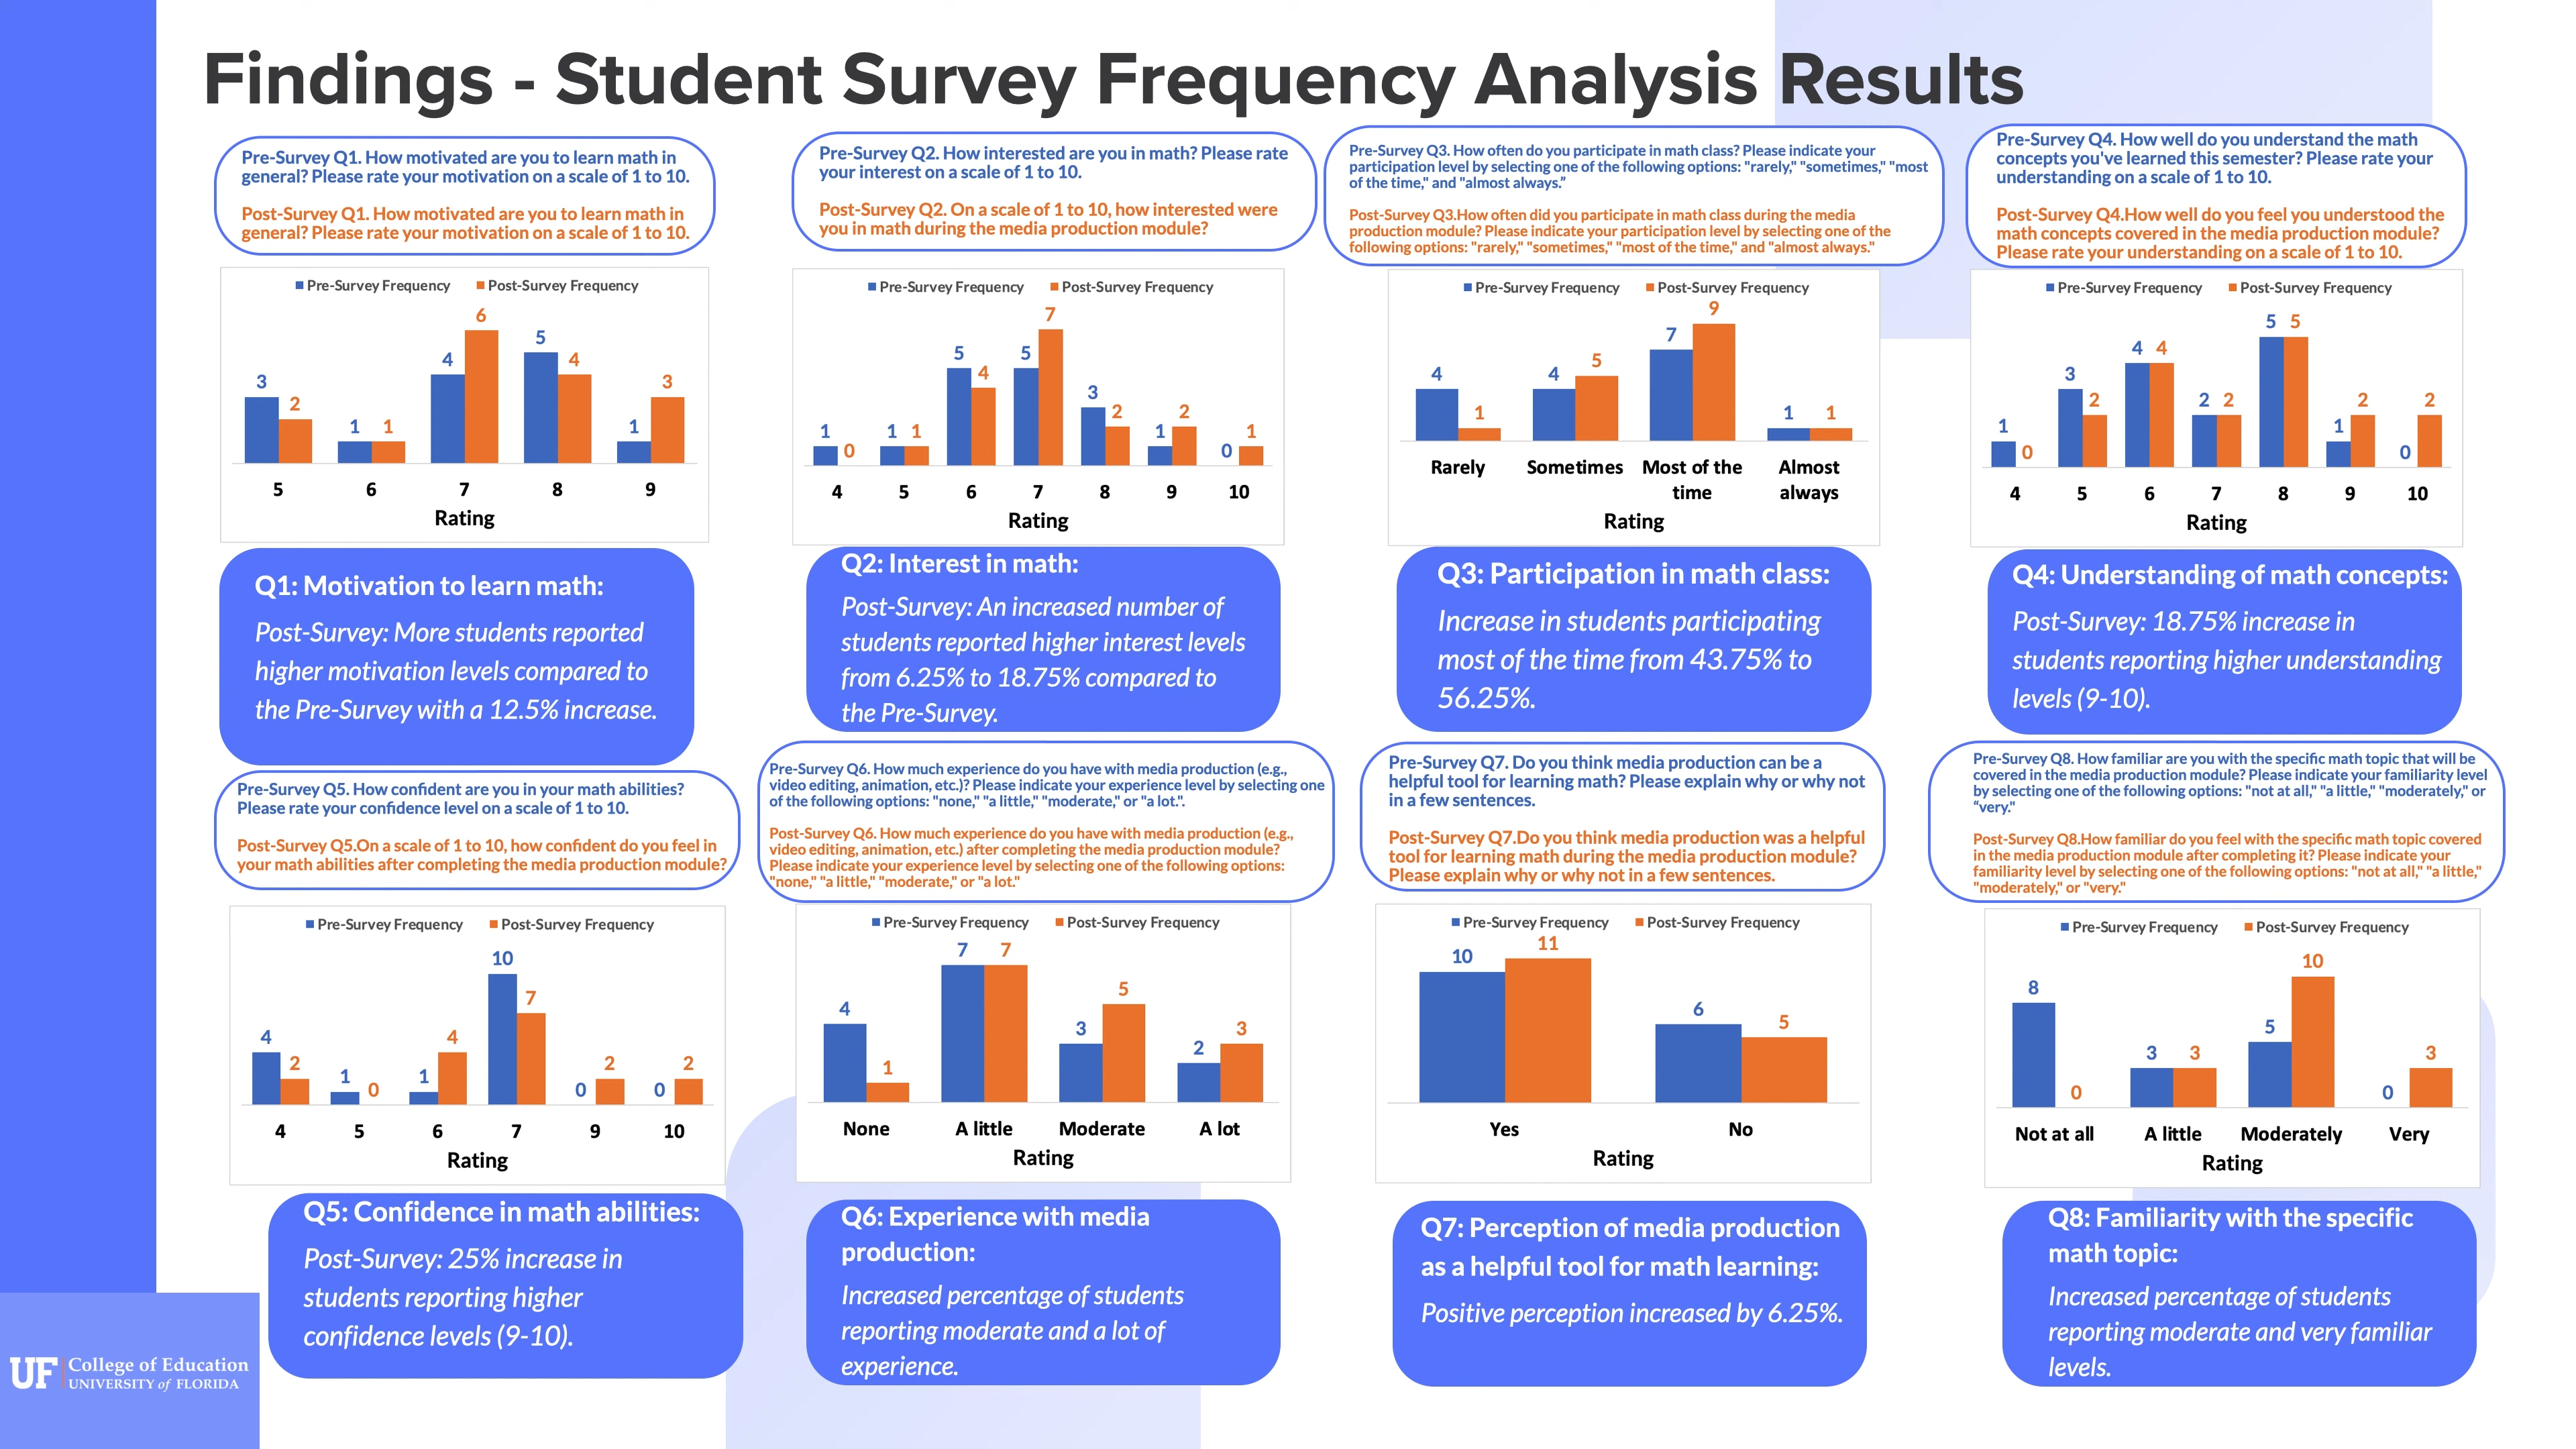 Findings - Student Survey Frequency Analysis Results
Pre-Survey Q1. How motivated are you to learn math in
general? Please rate your motivation on a scale of 1 to 10.
Post-Survey Q1. How motivated are you to learn math in
general? Please rate your motivation on a scale of 1 to 10.
Pre-Survey Frequency Post-Survey Frequency
3 2 1 1 4 6 5 4 1 3
5 6 7 8 9
Rating
Q1: Motivation to learn math:
Post-Survey: More students reported
higher motivation levels compared to
the Pre-Survey with a 12.5% increase.
Pre-Survey Q2. How interested are you in math? Please rate
your interest on a scale of 1 to 10.
Post-Survey Q2. On a scale of 1 to 10, how interested were
you in math during the media production module?
Pre-Survey Frequency Post-Survey Frequency
1 0 1 1 5 4 5 7 3 2 1 2 0 1
4 5 6 7 8 9 10
Rating
Q2: Interest in math:
Post-Survey: An increased number of
students reported higher interest levels
from 6.25% to 18.75% compared to
the Pre-Survey.
Pre-Survey Q3. How often do you participate in math class? Please indicate your
participation level by selecting one of the following options: "rarely," "sometimes," "most
of the time," and "almost always.”
Post-Survey Q3.How often did you participate in math class during the media
production module? Please indicate your participation level by selecting one of the
following options: "rarely," "sometimes," "most of the time," and "almost always."
Pre-Survey Frequency Post-Survey Frequency
4 1 4 5 7 9 1 1
Rarely Sometimes Most of the Almost
time always
Rating
Q3: Participation in math class:
Increase in students participating
most of the time from 43.75% to
56.25%.
Pre-Survey Q4. How well do you understand the math
concepts you've learned this semester? Please rate your
understanding on a scale of 1 to 10.
Post-Survey Q4.How well do you feel you understood the
math concepts covered in the media production module?
Please rate your understanding on a scale of 1 to 10.
Pre-Survey Frequency Post-Survey Frequency
1 0 3 2 4 4 2 2 5 5 1 2 0 2
4 5 6 7 8 9 10
Rating
Q4: Understanding of math concepts:
Post-Survey: 18.75% increase in
students reporting higher understanding
levels (9-10).
Pre-Survey Q5. How confident are you in your math abilities?
Please rate your confidence level on a scale of 1 to 10.
Post-Survey Q5.On a scale of 1 to 10, how confident do you feel in
your math abilities after completing the media production module?
Pre-Survey Frequency Post-Survey Frequency
4 2 1 0 1 4 10 7 0 2 0 2
4 5 6 7 9 10
Rating
Q5: Confidence in math abilities:
Post-Survey: 25% increase in
students reporting higher
confidence levels (9-10).
Pre-Survey Q6. How much experience do you have with media production (e.g.,
video editing, animation, etc.)? Please indicate your experience level by selecting one
of the following options: "none," "a little," "moderate," or "a lot.".
Post-Survey Q6. How much experience do you have with media production (e.g.,
video editing, animation, etc.) after completing the media production module?
Please indicate your experience level by selecting one of the following options:
"none," "a little," "moderate," or "a lot."
Pre-Survey Frequency Post-Survey Frequency
4 1 7 7 3 5 2 3
None A little Moderate A lot
Rating
Q6: Experience with media
production:
Increased percentage of students
reporting moderate and a lot of
experience.
Pre-Survey Q7. Do you think media production can be a
helpful tool for learning math? Please explain why or why not
in a few sentences.
Post-Survey Q7.Do you think media production was a helpful
tool for learning math during the media production module?
Please explain why or why not in a few sentences.
Pre-Survey Frequency Post-Survey Frequency
10 11 6 5
Yes No
Rating
Q7: Perception of media production
as a helpful tool for math learning:
Positive perception increased by 6.25%.
Pre-Survey Q8. How familiar are you with the specific math topic that will be
covered in the media production module? Please indicate your familiarity level
by selecting one of the following options: "not at all," "a little," "moderately," or
“very."
Post-Survey Q8.How familiar do you feel with the specific math topic covered
in the media production module after completing it? Please indicate your
familiarity level by selecting one of the following options: "not at all," "a little,"
"moderately," or "very."
Pre-Survey Frequency Post-Survey Frequency
8 0 3 3 5 10 0 3
Not at all A little Moderately Very
Rating
Q8: Familiarity with the specific
math topic:
Increased percentage of students
reporting moderate and very familiar
levels.
UF College of Education
UNIVERSITY of FLORIDA